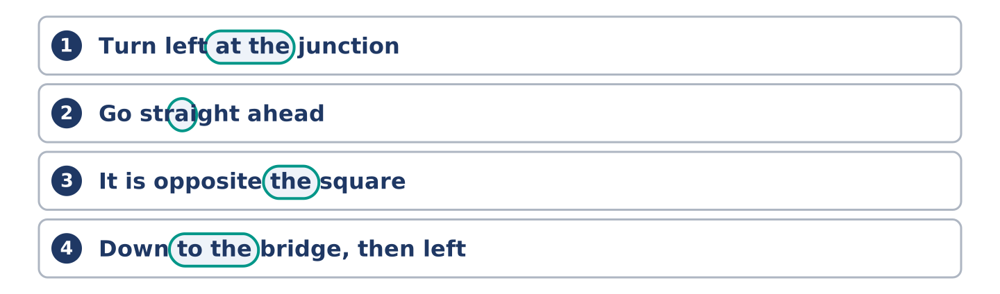 1 Turn left at the junction
2 Go straight ahead
3 It is opposite the square
4 Down to the bridge, then left